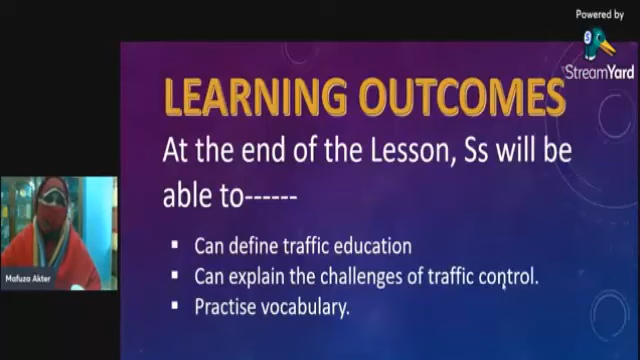 Powered by
StreamYard
LEARNING OUTCOMES
At the end of the Lesson, Ss will be
able to------
▪ Can define traffic education
▪ Can explain the challenges of traffic control.
▪ Practise vocabulary.
Mafuza Akter